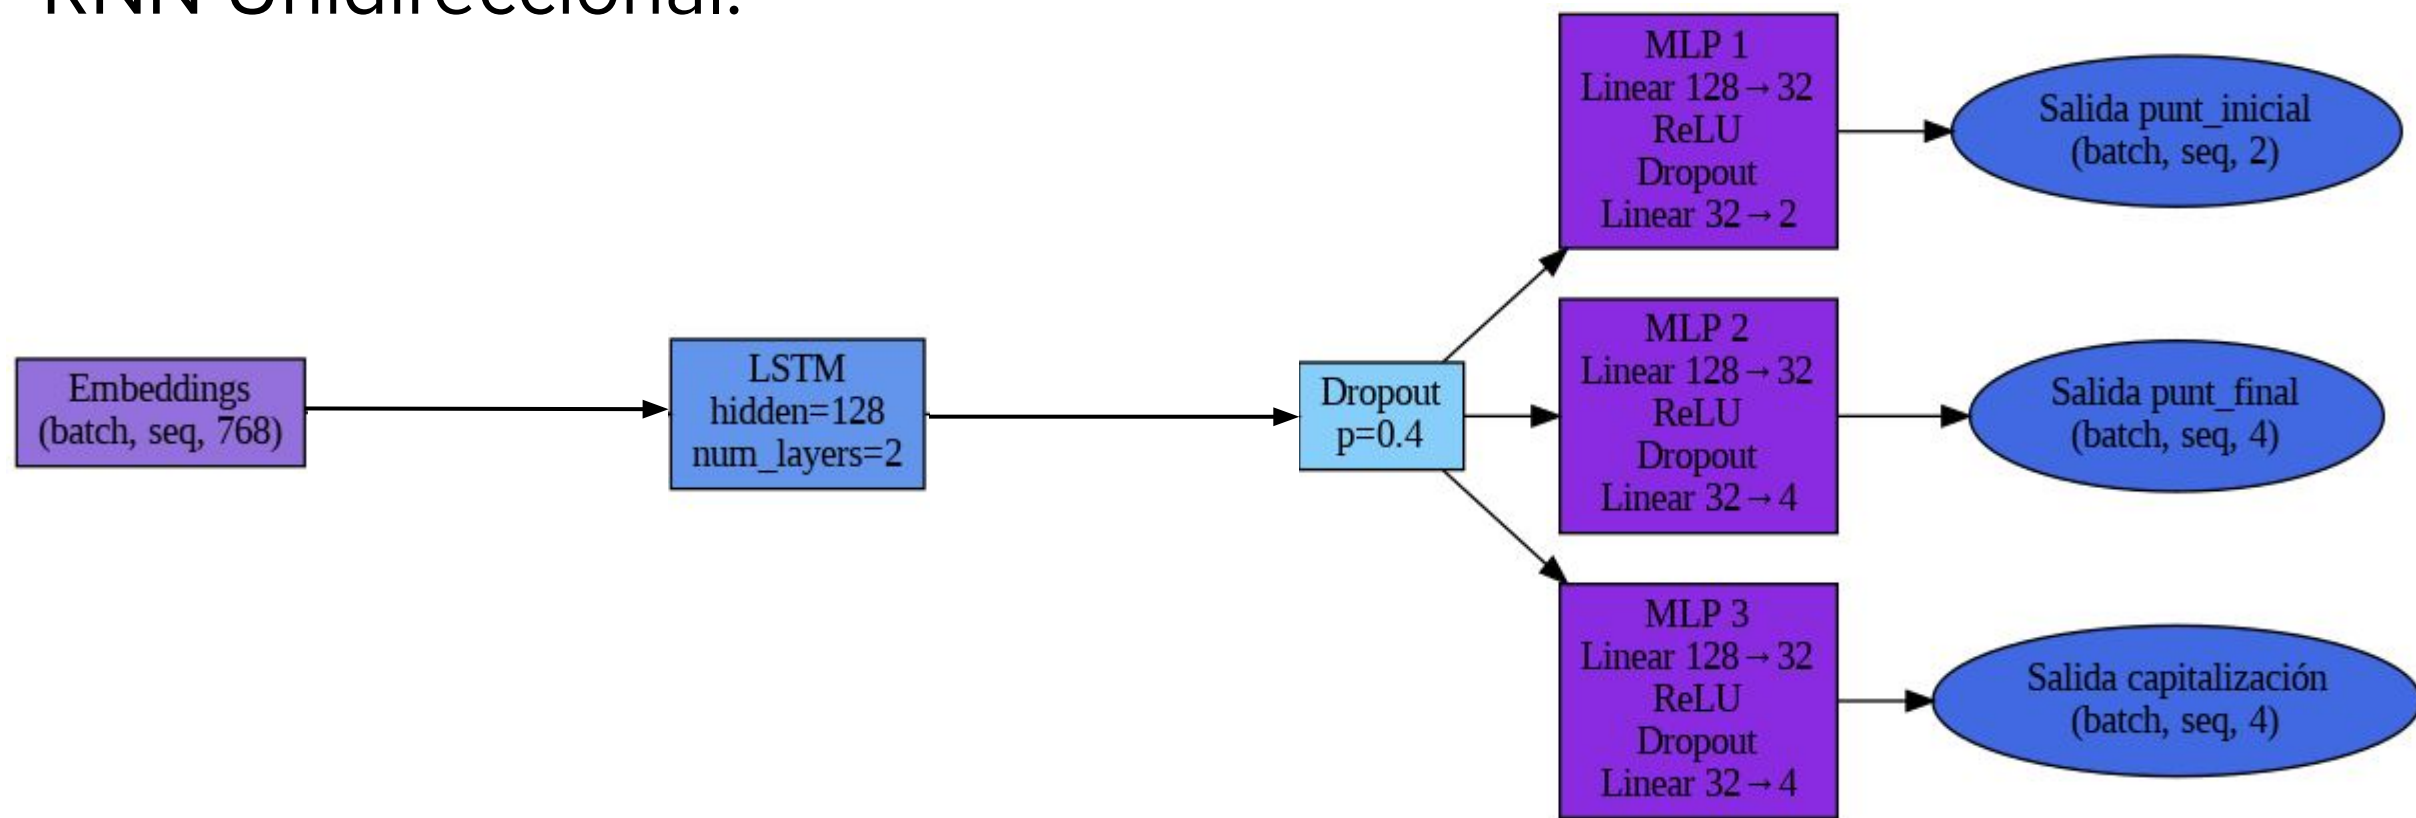 RNN Unidireccional:
Embeddings
(batch, seq, 768)
LSTM
hidden=128
num_layers=2
Dropout
p=0.4
MLP 1
Linear 128→32
ReLU
Dropout
Linear 32→2
Salida punt_inicial
(batch, seq, 2)
MLP 2
Linear 128→32
ReLU
Dropout
Linear 32→4
Salida punt_final
(batch, seq, 4)
MLP 3
Linear 128→32
ReLU
Dropout
Linear 32→4
Salida capitalización
(batch, seq, 4)